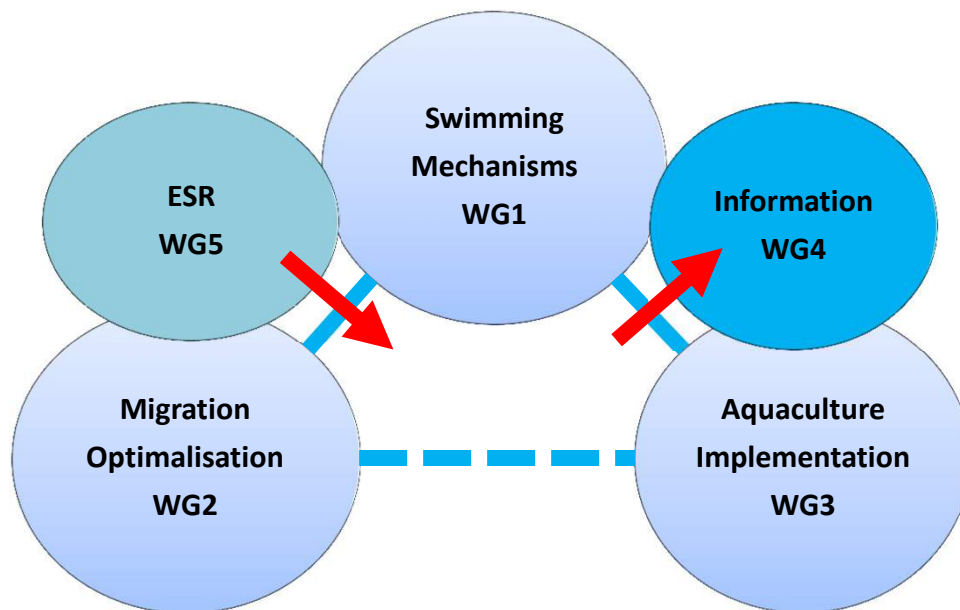 Swimming
Mechanisms
WG1
ESR
WG5
Information
WG4
Migration
Optimalisation
WG2
Aquaculture
Implementation
WG3